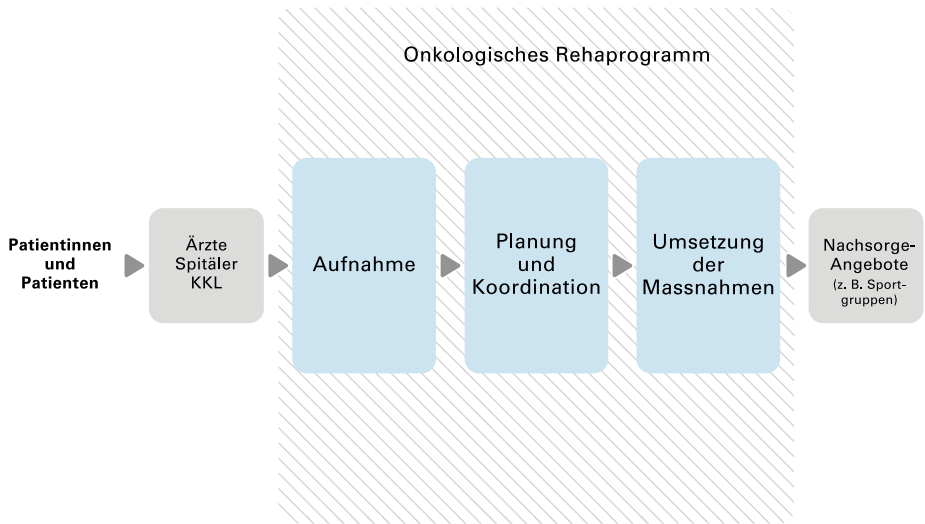 Onkologisches Rehaprogramm
Patientinnen
und
Patienten
Ärzte
Spitäler
KKL
Aufnahme
Planung
und
Koordination
Umsetzung
der
Massnahmen
Nachsorge-
Angebote
(z. B. Sport-
gruppen)